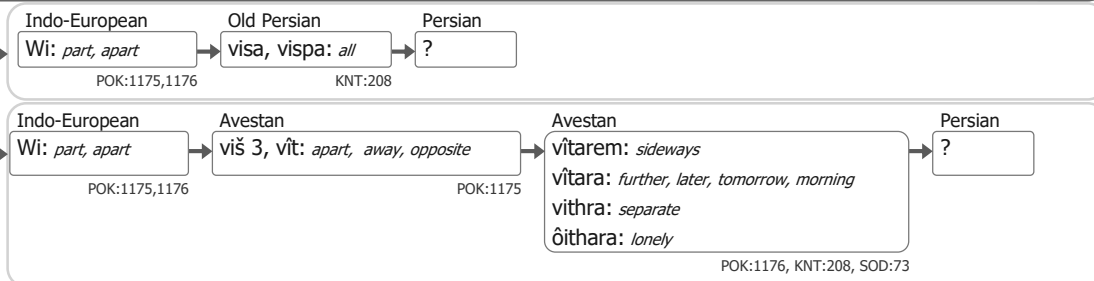 Indo-European Old Persian Persian
Wi: part, apart visa, vispa: all ?
POK:1175,1176 KNT:208
Indo-European Avestan Avestan Persian
Wi: part, apart viš 3, vît: apart, away, opposite vîtarem: sideways ?
vîtara: further, later, tomorrow, morning
vithra: separate
ôithara: lonely
POK:1175,1176 POK:1175
POK:1176, KNT:208, SOD:73